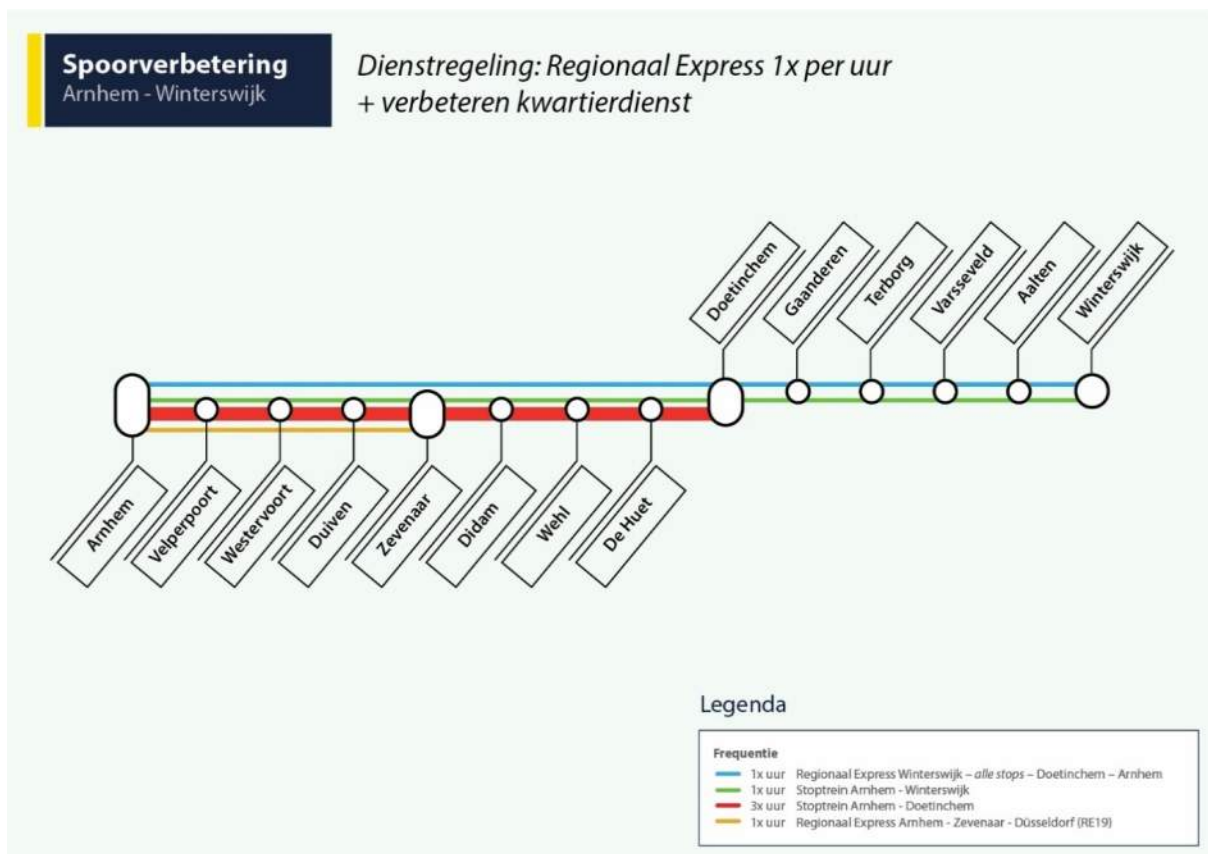 Spoorverbetering
Arnhem - Winterswijk
Dienstregeling: Regionaal Express 1x per uur
+ verbeteren kwartierdienst
Doetinchem
Gaanderen
Terborg
Varsseveld
Aalten
Winterswijk
Arnhem
Velperpoort
Westervoort
Duiven
Zevenaar
Didam
Wehl
De Huet
Legenda
Frequentie
1x uur Regionaal Express Winterswijk – alle stops – Doetinchem – Arnhem
1x uur Stoptrein Arnhem - Winterswijk
3x uur Stoptrein Arnhem - Doetinchem
1x uur Regionaal Express Arnhem - Zevenaar - Düsseldorf (RE19)